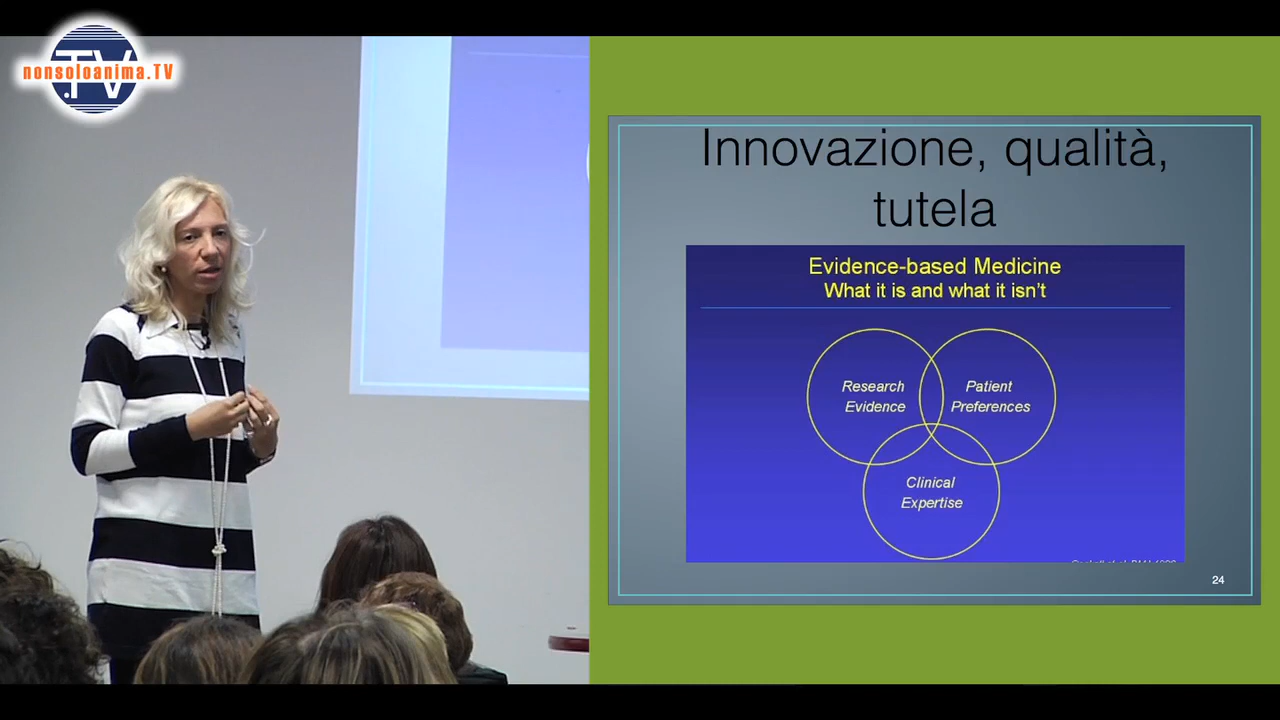 .TV
nonsoloanima.TV
Innovazione, qualità,
tutela
Evidence-based Medicine
What it is and what it isn't
Research
Evidence
Patient
Preferences
Clinical
Expertise
24